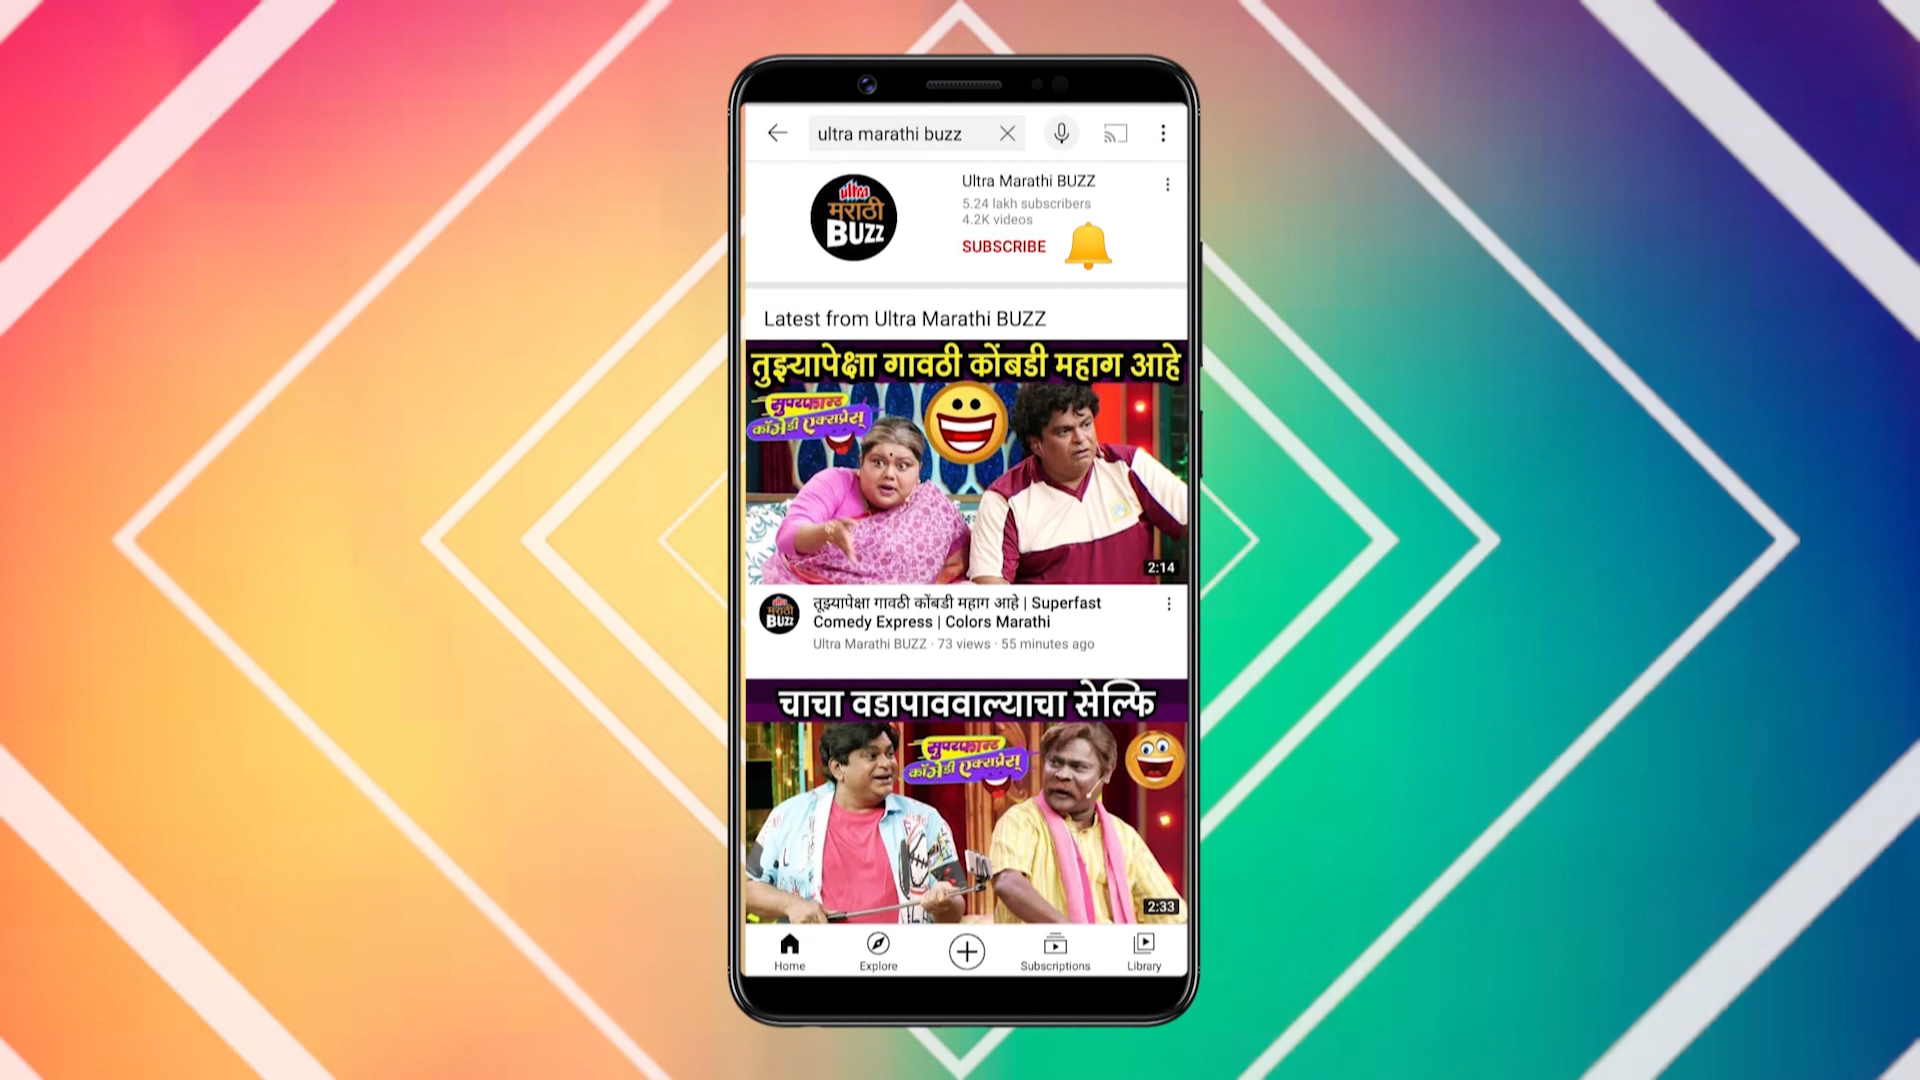 ultra marathi buzz
ultra
मराठी
BUZZ
Ultra Marathi BUZZ
5.24 lakh subscribers
4.2K videos
SUBSCRIBE
Latest from Ultra Marathi BUZZ
तुझ्यापेक्षा गावठी कोंबडी महाग आहे
सुपरफास्ट
कॉमेडी एक्सप्रेस्
2:14
ultra
मराठी
BUZZ
तूझ्यापेक्षा गावठी कोंबडी महाग आहे | Superfast
Comedy Express | Colors Marathi
Ultra Marathi BUZZ · 73 views · 55 minutes ago
चाचा वडापाववाल्याचा सेल्फि
सुपरफास्ट
कॉमेडी एक्सप्रेस्
2:33
Home
Explore
Subscriptions
Library